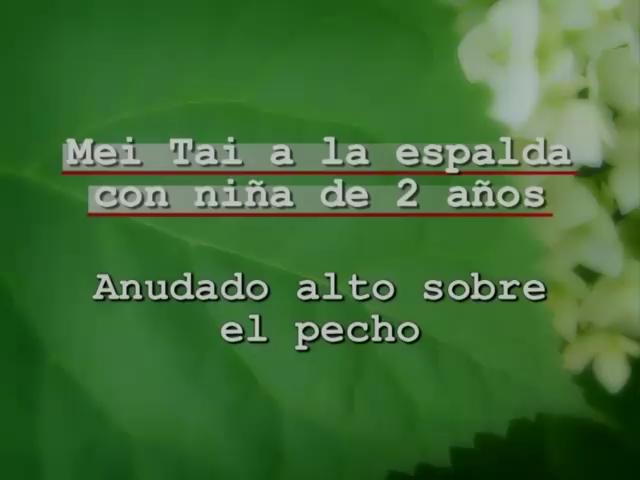 Mei Tai a la espalda
con niña de 2 años
Anudado alto sobre
el pecho